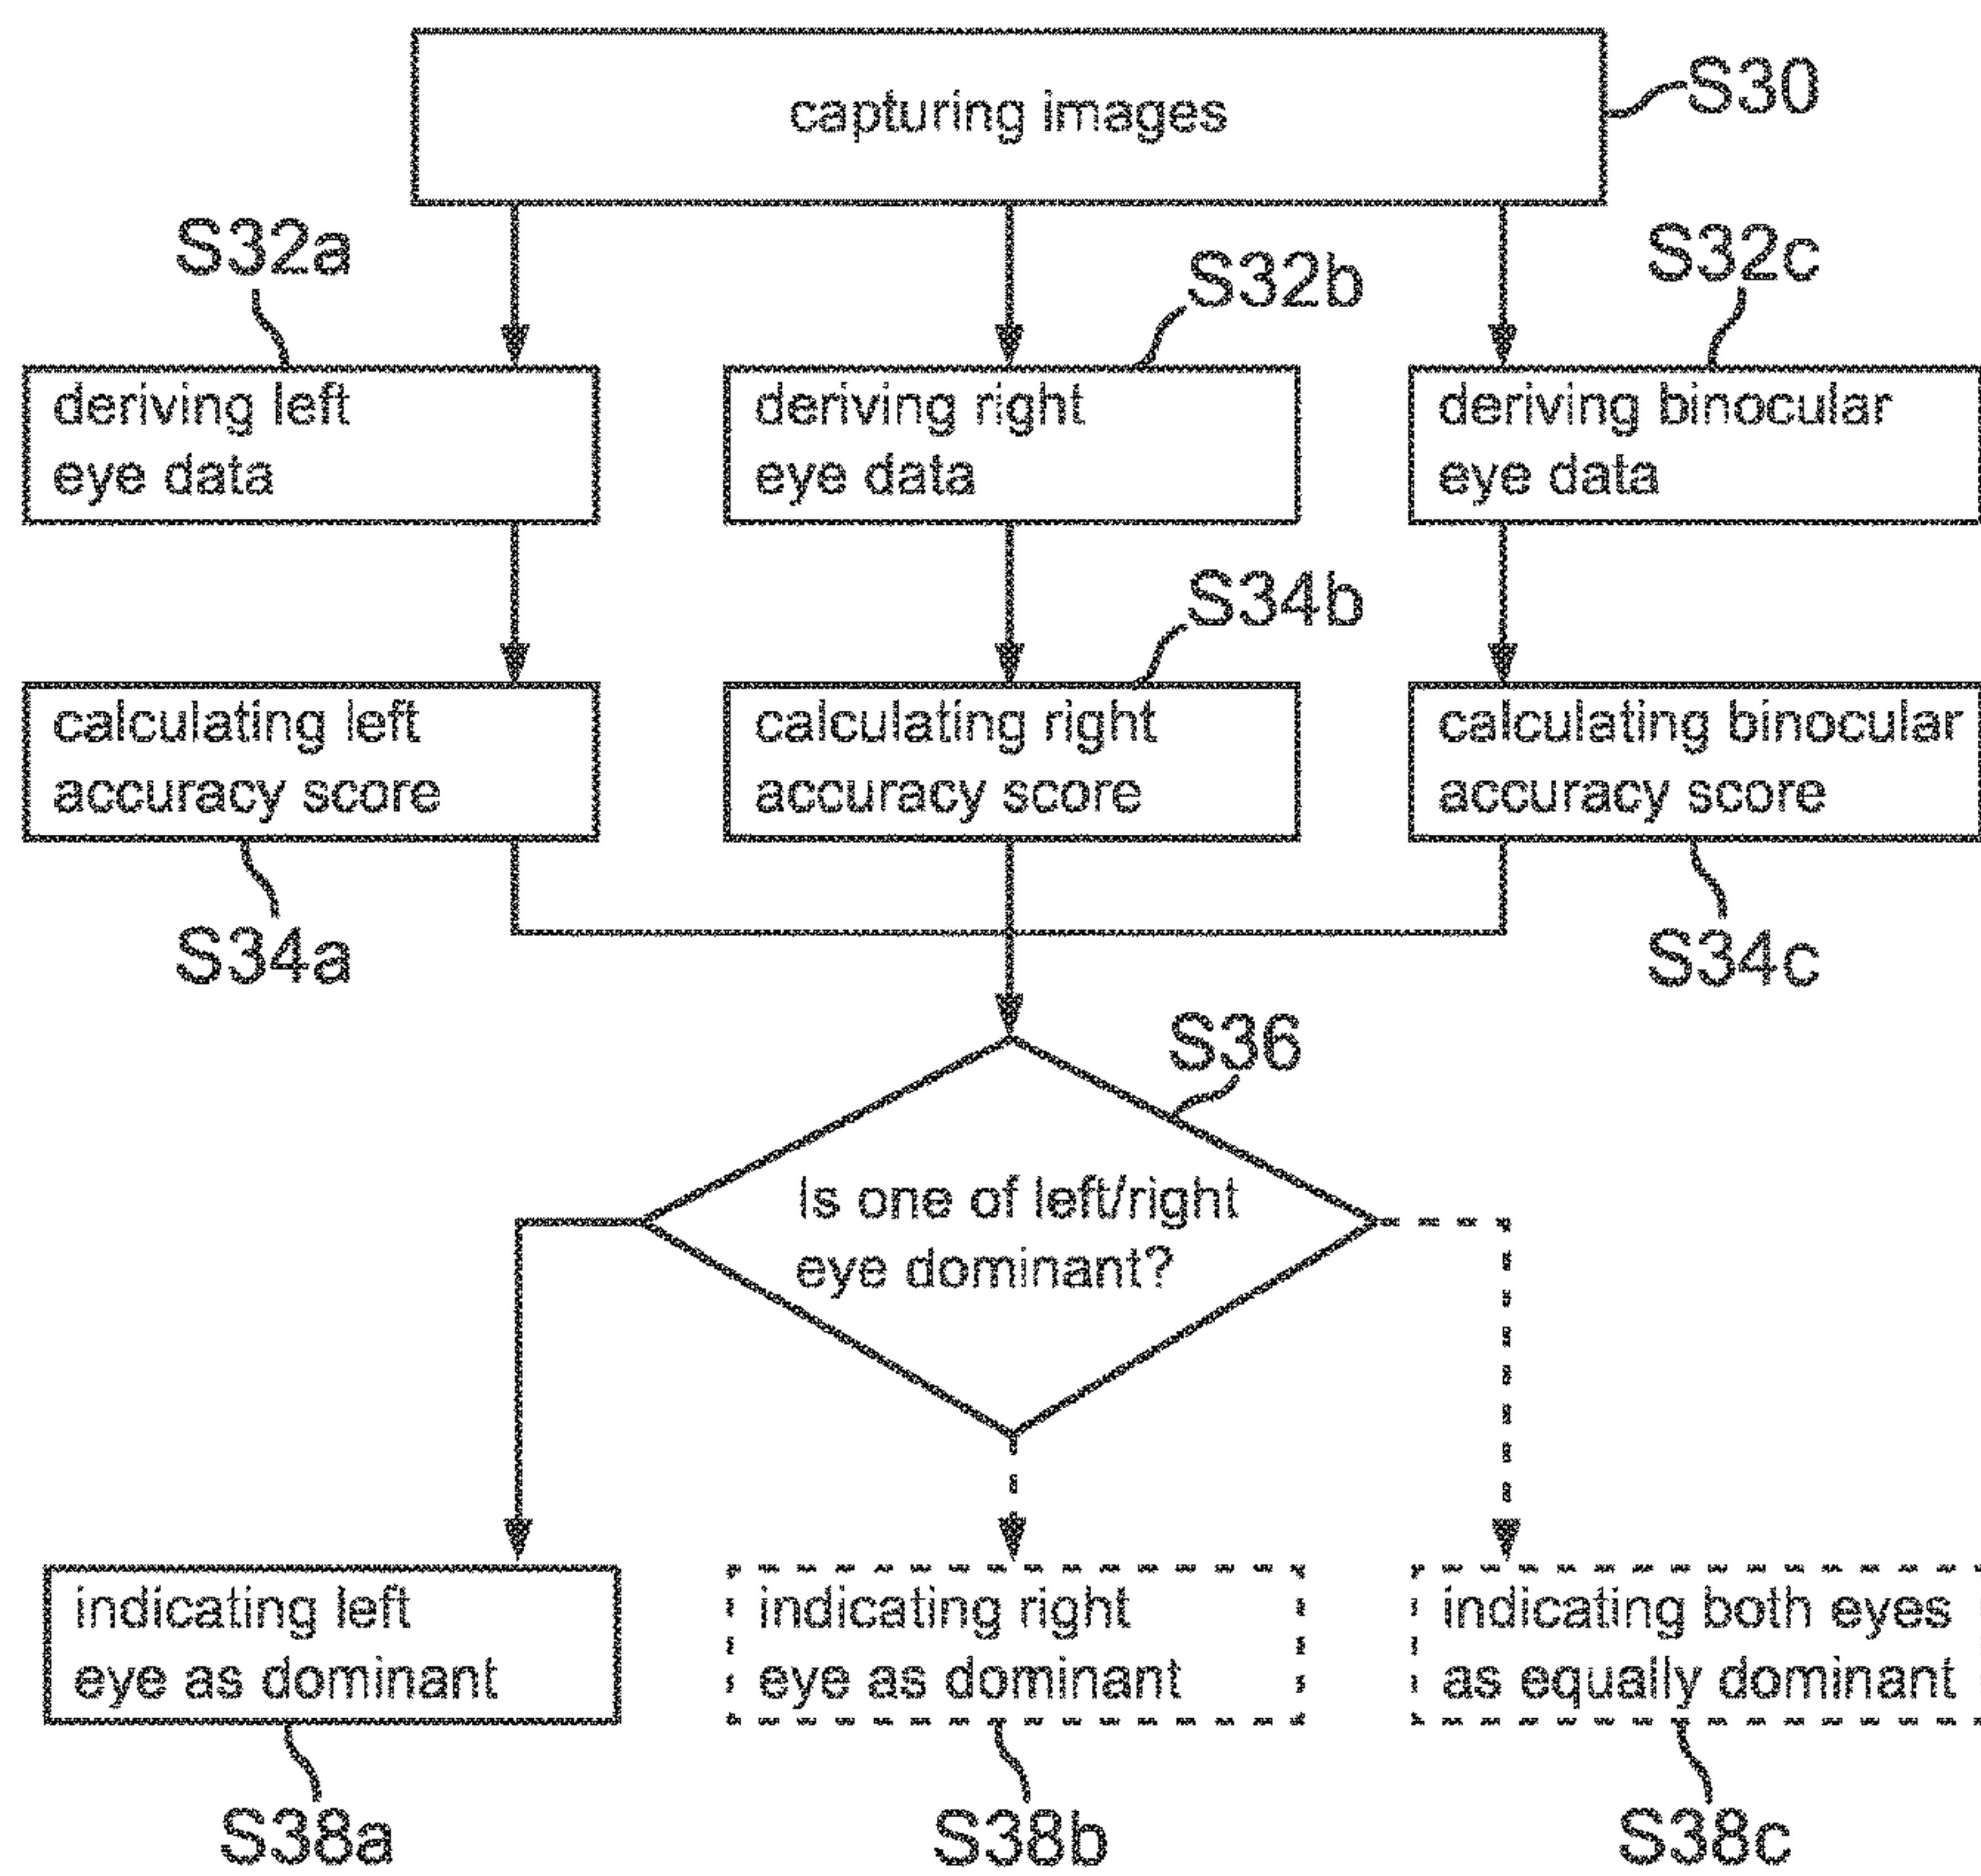 capturing images
S30
S32a
S32b
S32c
deriving left
eye data
deriving right
eye data
deriving binocular
eye data
S34b
calculating left
accuracy score
calculating right
accuracy score
calculating binocular
accuracy score
S34a
S34c
S36
Is one of left/right
eye dominant?
indicating left
eye as dominant
indicating right
eye as dominant
indicating both eyes
as equally dominant
S38a
S38b
S38c